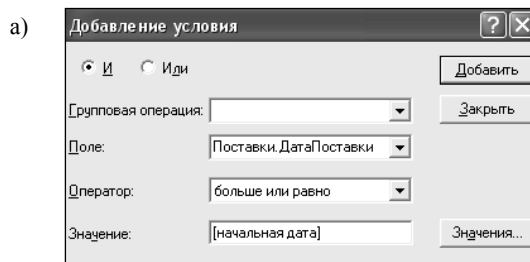 а)
Добавление условия
И Или
Добавить
Групповая операция:
Закрыть
Поле: Поставки.ДатаПоставки
Оператор: больше или равно
Значение: [начальная дата] Значения...